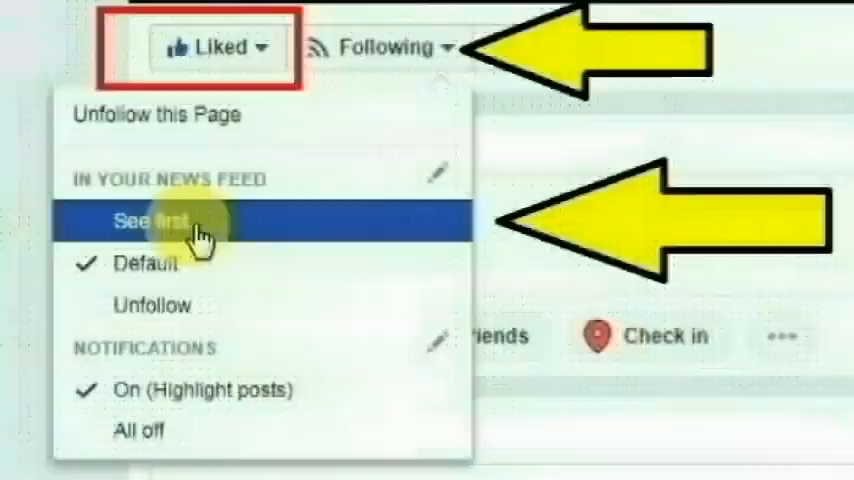 Liked Following
Unfollow this Page
IN YOUR NEWS FEED
See first
Default
Unfollow
riends Check in
NOTIFICATIONS
On (Highlight posts)
All off